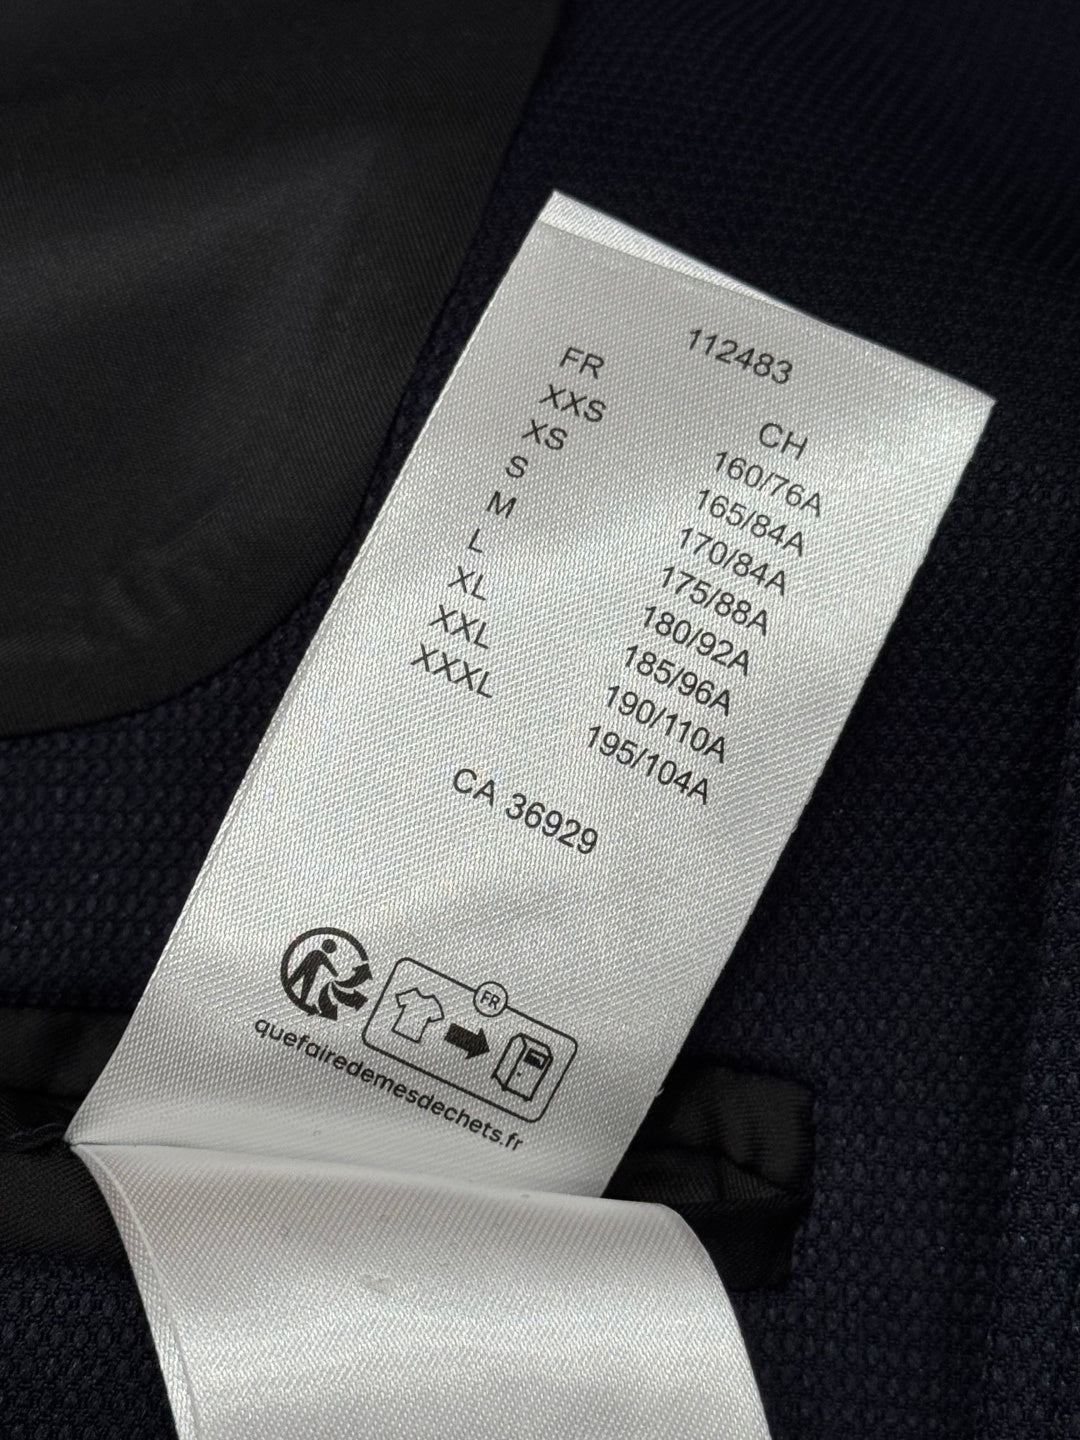 112483
FR CH
XXS 160/76A
XS 165/84A
S 170/84A
M 175/88A
L 180/92A
XL 185/96A
XXL 190/110A
XXXL 195/104A
CA 36929
FR
quefairedemesdechets.fr